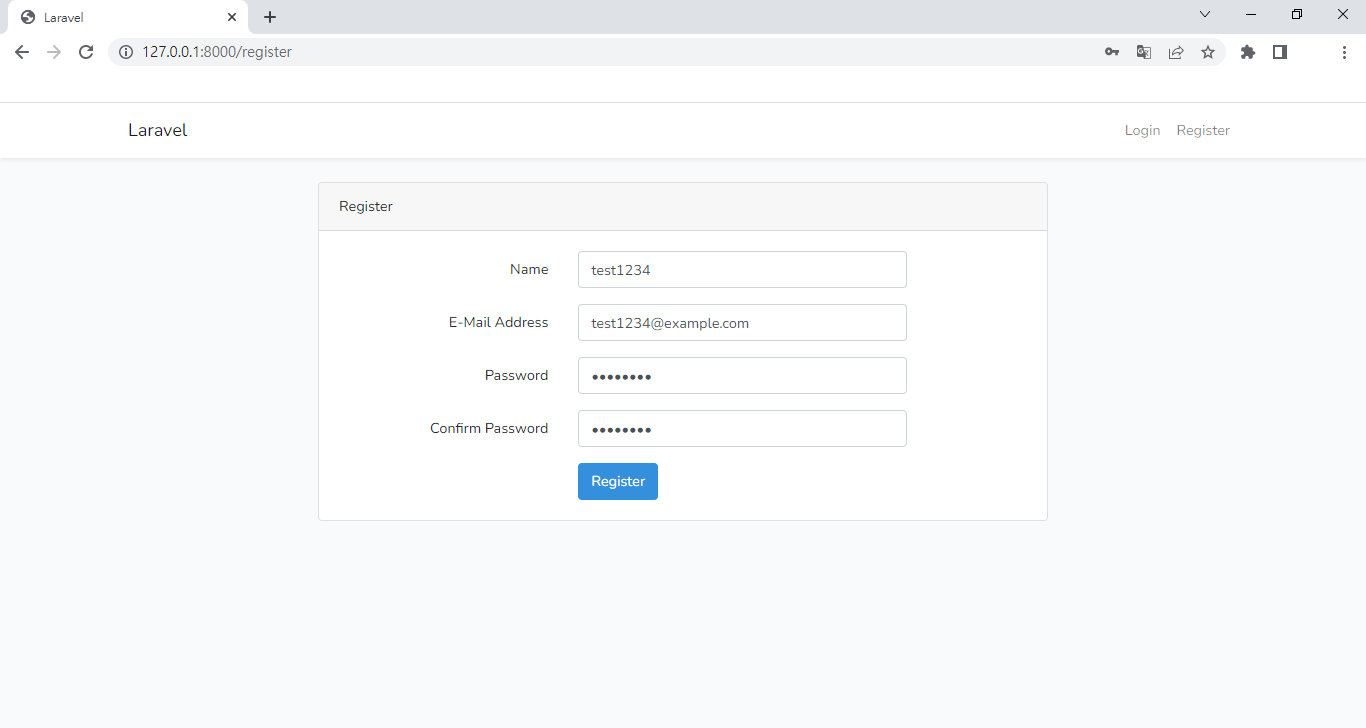 Laravel
127.0.0.1:8000/register
Laravel Login Register
Register
Name test1234
E-Mail Address test1234@example.com
Password ••••••••
Confirm Password ••••••••
Register